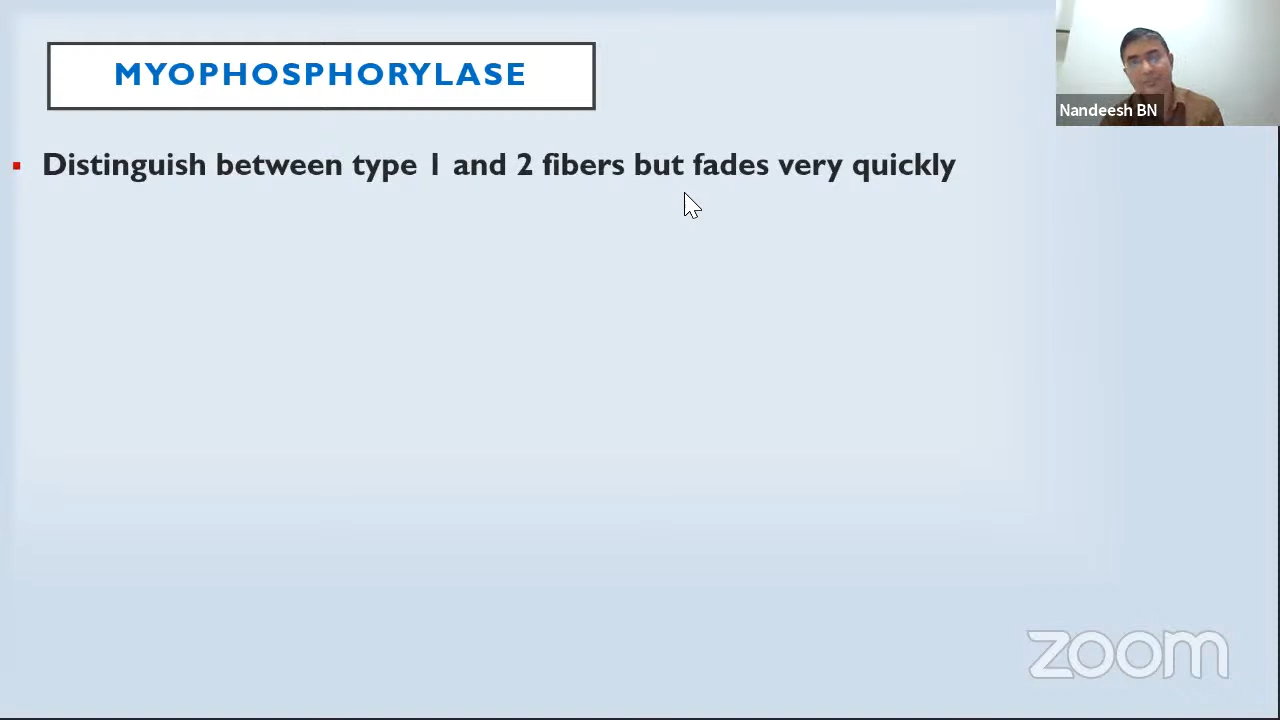 MYOPHOSPHORYLASE
Nandeesh BN
Distinguish between type 1 and 2 fibers but fades very quickly
zoom